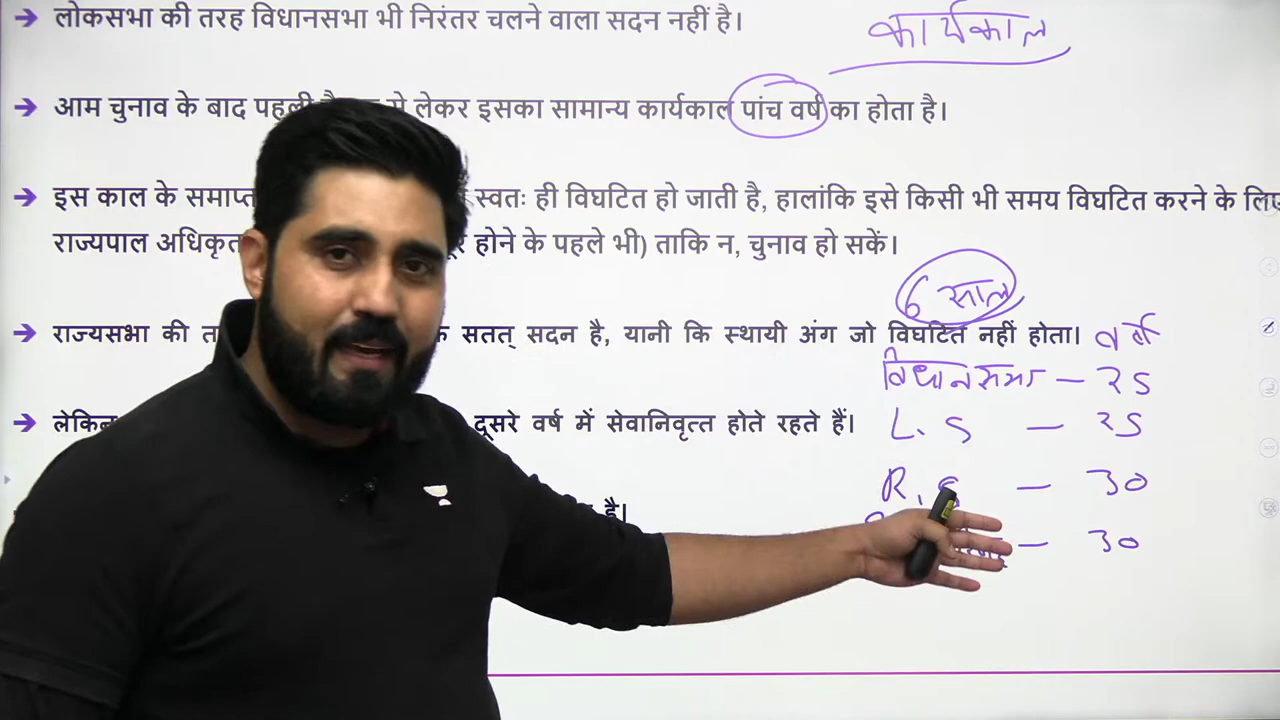 लोकसभा की तरह विधानसभा भी निरंतर चलने वाला सदन नहीं है।
कार्यकाल
आम चुनाव के बाद पहली से लेकर इसका सामान्य कार्यकाल पांच वर्ष का होता है।
इस काल के समाप्त स्वतः ही विघटित हो जाती है, हालांकि इसे किसी भी समय विघटित करने के लिए
राज्यपाल अधिकृत होने के पहले भी) ताकि न, चुनाव हो सकें।
6 साल
राज्यसभा की सतत् सदन है, यानी कि स्थायी अंग जो विघटित नहीं होता।
वर्ष
विधानसभा - 25
लेकिन दूसरे वर्ष में सेवानिवृत्त होते रहते हैं।
L. S - 25
R. S - 30
है।
- 30